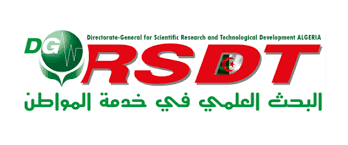 Directorate-General for Scientific Research and Technological Development ALGERIA
DG RSDT
البحث العلمي في خدمة المواطن